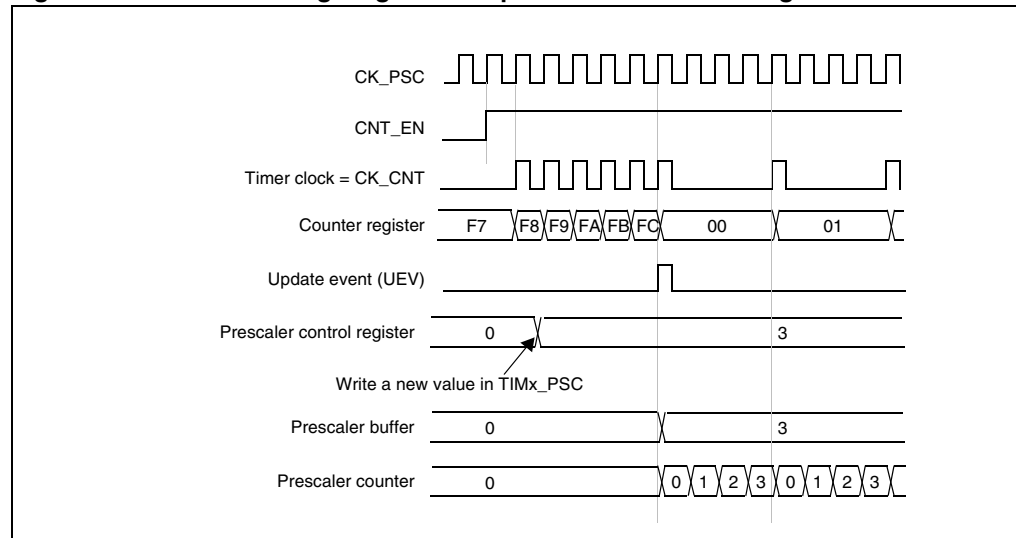 CK_PSC
CNT_EN
Timer clock = CK_CNT
Counter register F7 F8 F9 FA FB FC 00 01
Update event (UEV)
Prescaler control register 0 3
Write a new value in TIMx_PSC
Prescaler buffer 0 3
Prescaler counter 0 0 1 2 3 0 1 2 3